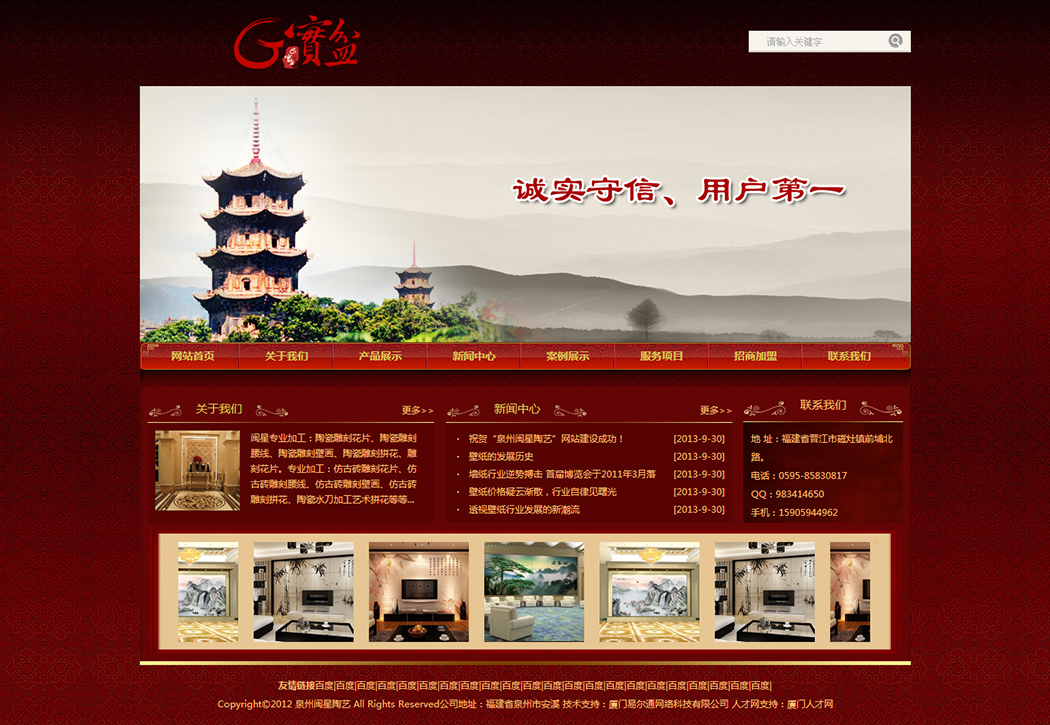 寶盆
请输入关键字
诚实守信、用户第一
网站首页 关于我们 产品展示 新闻中心 案例展示 服务项目 招商加盟 联系我们
关于我们 更多>>
闽星专业加工：陶瓷雕刻花片、陶瓷雕刻
腰线、陶瓷雕刻壁画、陶瓷雕刻拼花、雕
刻花片。专业加工：仿古砖雕刻花片、仿
古砖雕刻腰线、仿古砖雕刻壁画、仿古砖
雕刻拼花、陶瓷水刀加工艺术拼花等等...
新闻中心 更多>>
· 祝贺“泉州闽星陶艺”网站建设成功！ [2013-9-30]
· 壁纸的发展历史 [2013-9-30]
· 墙纸行业逆势搏击 首届博览会于2011年3月落 [2013-9-30]
· 壁纸价格疑云渐散，行业自律见曙光 [2013-9-30]
· 透视壁纸行业发展的新潮流 [2013-9-30]
联系我们
地 址：福建省晋江市磁灶镇前埔北
路。
电话：0595-85830817
QQ：983414650
手机：15905944962
友情链接百度|百度|百度|百度|百度|百度|百度|百度|百度|百度|百度|百度|百度|百度|百度|百度|百度|百度|百度|百度|百度|百度|
Copyright©2012 泉州闽星陶艺 All Rights Reserved公司地址：福建省泉州市安溪 技术支持：厦门易尔通网络科技有限公司 人才网支持：厦门人才网